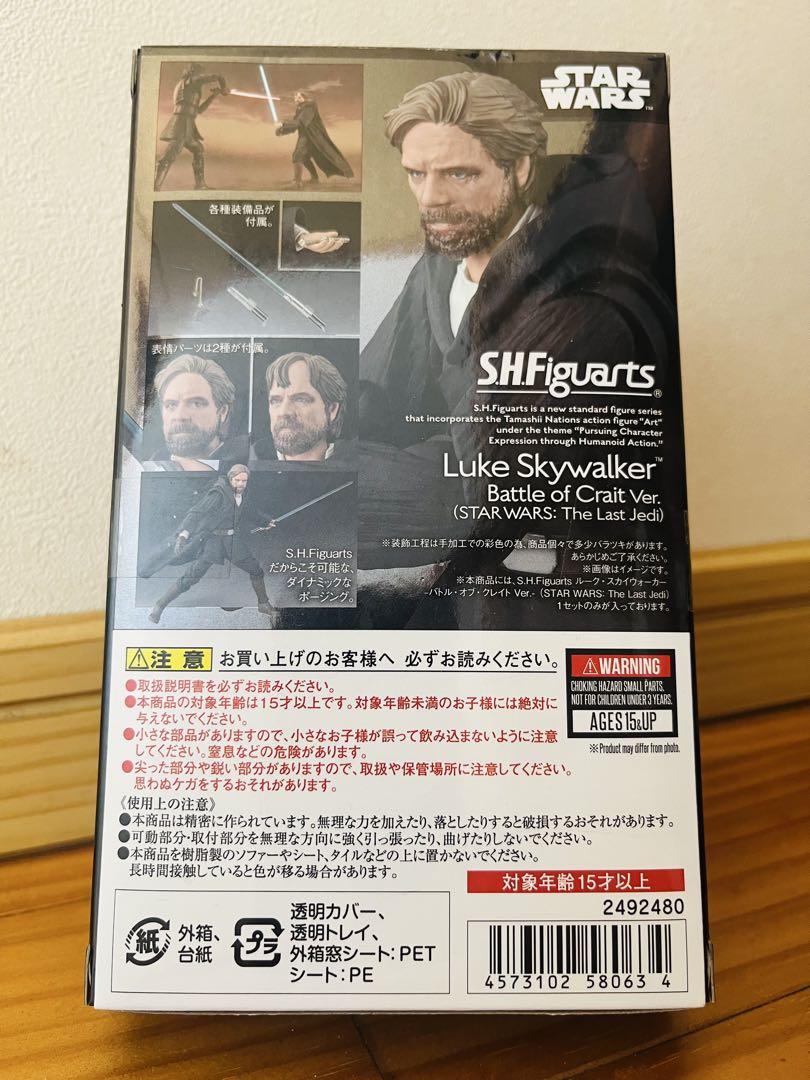 STAR
WARS™
各種装備品が
付属。
表情パーツは2種が付属。
S.H.Figuarts
だからこそ可能な、
ダイナミックな
ポージング。
S.H.Figuarts®
S.H.Figuarts is a new standard figure series
that incorporates the Tamashii Nations action figure "Art"
under the theme "Pursuing Character
Expression through Humanoid Action."
Luke Skywalker™
Battle of Crait Ver.
(STAR WARS: The Last Jedi)
※装飾工程は手加工での彩色の為、商品個々で多少バラツキがあります。
あらかじめご了承ください。
※画像はイメージです。
※本商品には、S.H.Figuarts ルーク・スカイウォーカー
-バトル・オブ・クレイト Ver.-（STAR WARS: The Last Jedi）
1セットのみが入っております。
注意 お買い上げのお客様へ 必ずお読みください。
●取扱説明書を必ずお読みください。
●本商品の対象年齢は15才以上です。対象年齢未満のお子様には絶対に
与えないでください。
●小さな部品がありますので、小さなお子様が誤って飲み込まないように注意
してください。窒息などの危険があります。
●尖った部分や鋭い部分がありますので、取扱や保管場所に注意してください。
思わぬケガをするおそれがあります。
WARNING
CHOKING HAZARD SMALL PARTS.
NOT FOR CHILDREN UNDER 3 YEARS.
AGES 15&UP
※Product may differ from photo.
《使用上の注意》
●本商品は精密に作られています。無理な力を加えたり、落としたりすると破損するおそれがあります。
●可動部分・取付部分を無理な方向に強く引っ張ったり、曲げたりしないでください。
●本商品を樹脂製のソファーやシート、タイルなどの上に置かないでください。
長時間接触していると色が移る場合があります。
対象年齢15才以上
2492480
紙 外箱、
台紙
プラ 透明カバー、
透明トレイ、
外箱窓シート:PET
シート:PE
4573102 58063 4